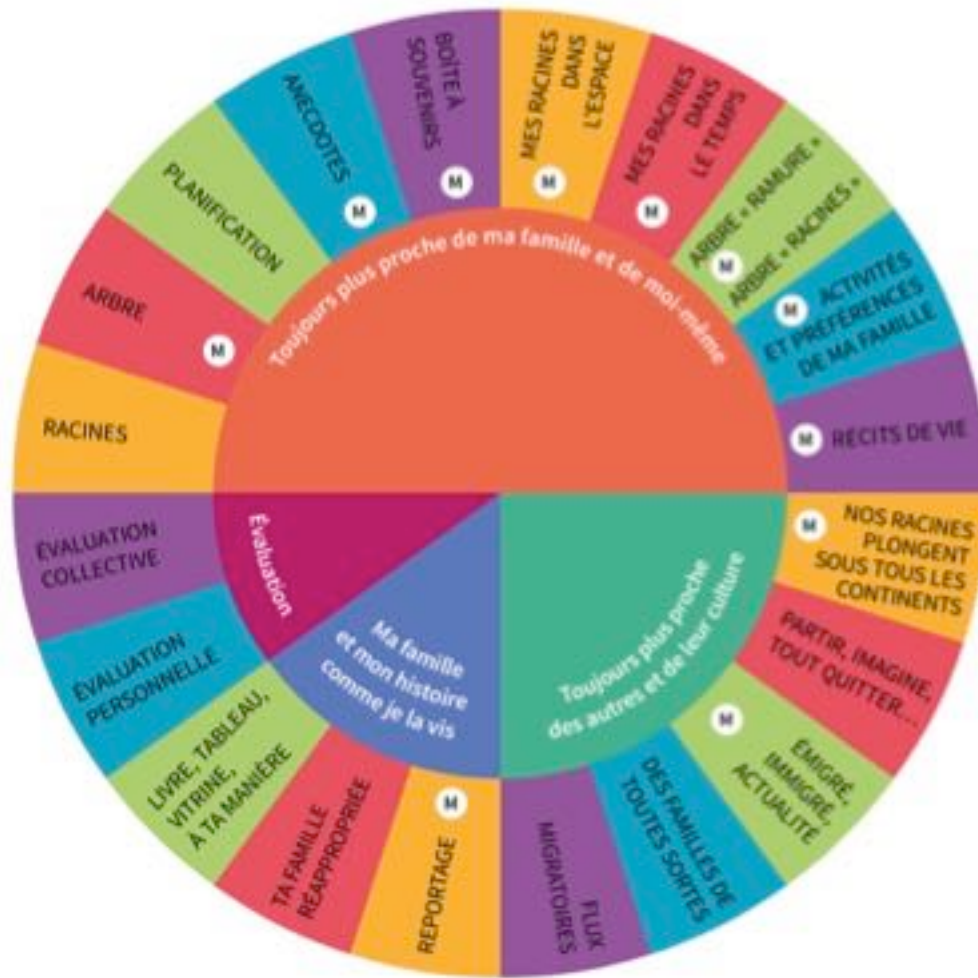 Toujours plus proche de ma famille et de moi-même
RACINES
ARBRE
M
PLANIFICATION
ANECDOTES
M
BOÎTE À
SOUVENIRS
M
MES RACINES
DANS
L'ESPACE
M
MES RACINES
DANS
LE TEMPS
M
ARBRE « RAMURE »
ARBRE « RACINES »
M
ACTIVITÉS
ET PRÉFÉRENCES
DE MA FAMILLE
M
RÉCITS DE VIE
M
Toujours plus proche
des autres et de leur culture
NOS RACINES
PLONGENT
SOUS TOUS LES
CONTINENTS
M
PARTIR, IMAGINE,
TOUT QUITTER...
ÉMIGRÉ,
IMMIGRÉ,
ACTUALITÉ
M
DES FAMILLES DE
TOUTES SORTES
FLUX
MIGRATOIRES
Ma famille
et mon histoire
comme je la vis
REPORTAGE
M
TA FAMILLE
RÉAPPROPRIÉE
LIVRE, TABLEAU,
VITRINE,
À TA MANIÈRE
Évaluation
ÉVALUATION
PERSONNELLE
ÉVALUATION
COLLECTIVE